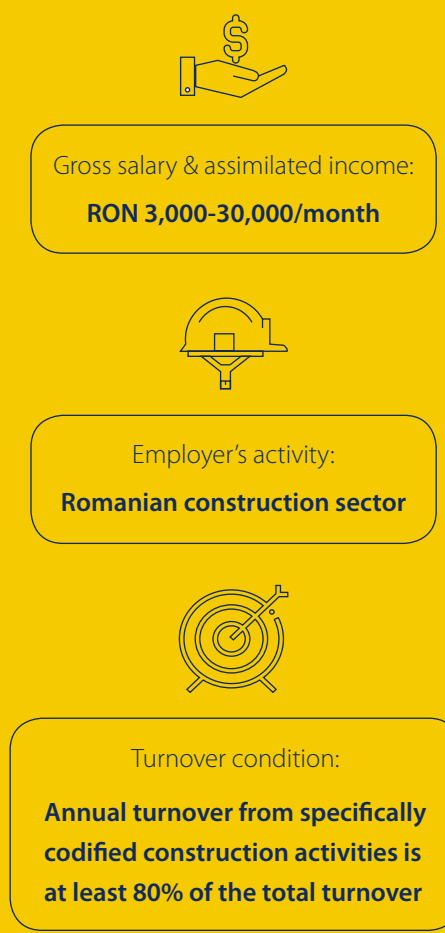 $
Gross salary & assimilated income:
RON 3,000-30,000/month
Employer’s activity:
Romanian construction sector
Turnover condition:
Annual turnover from specifically
codified construction activities is
at least 80% of the total turnover